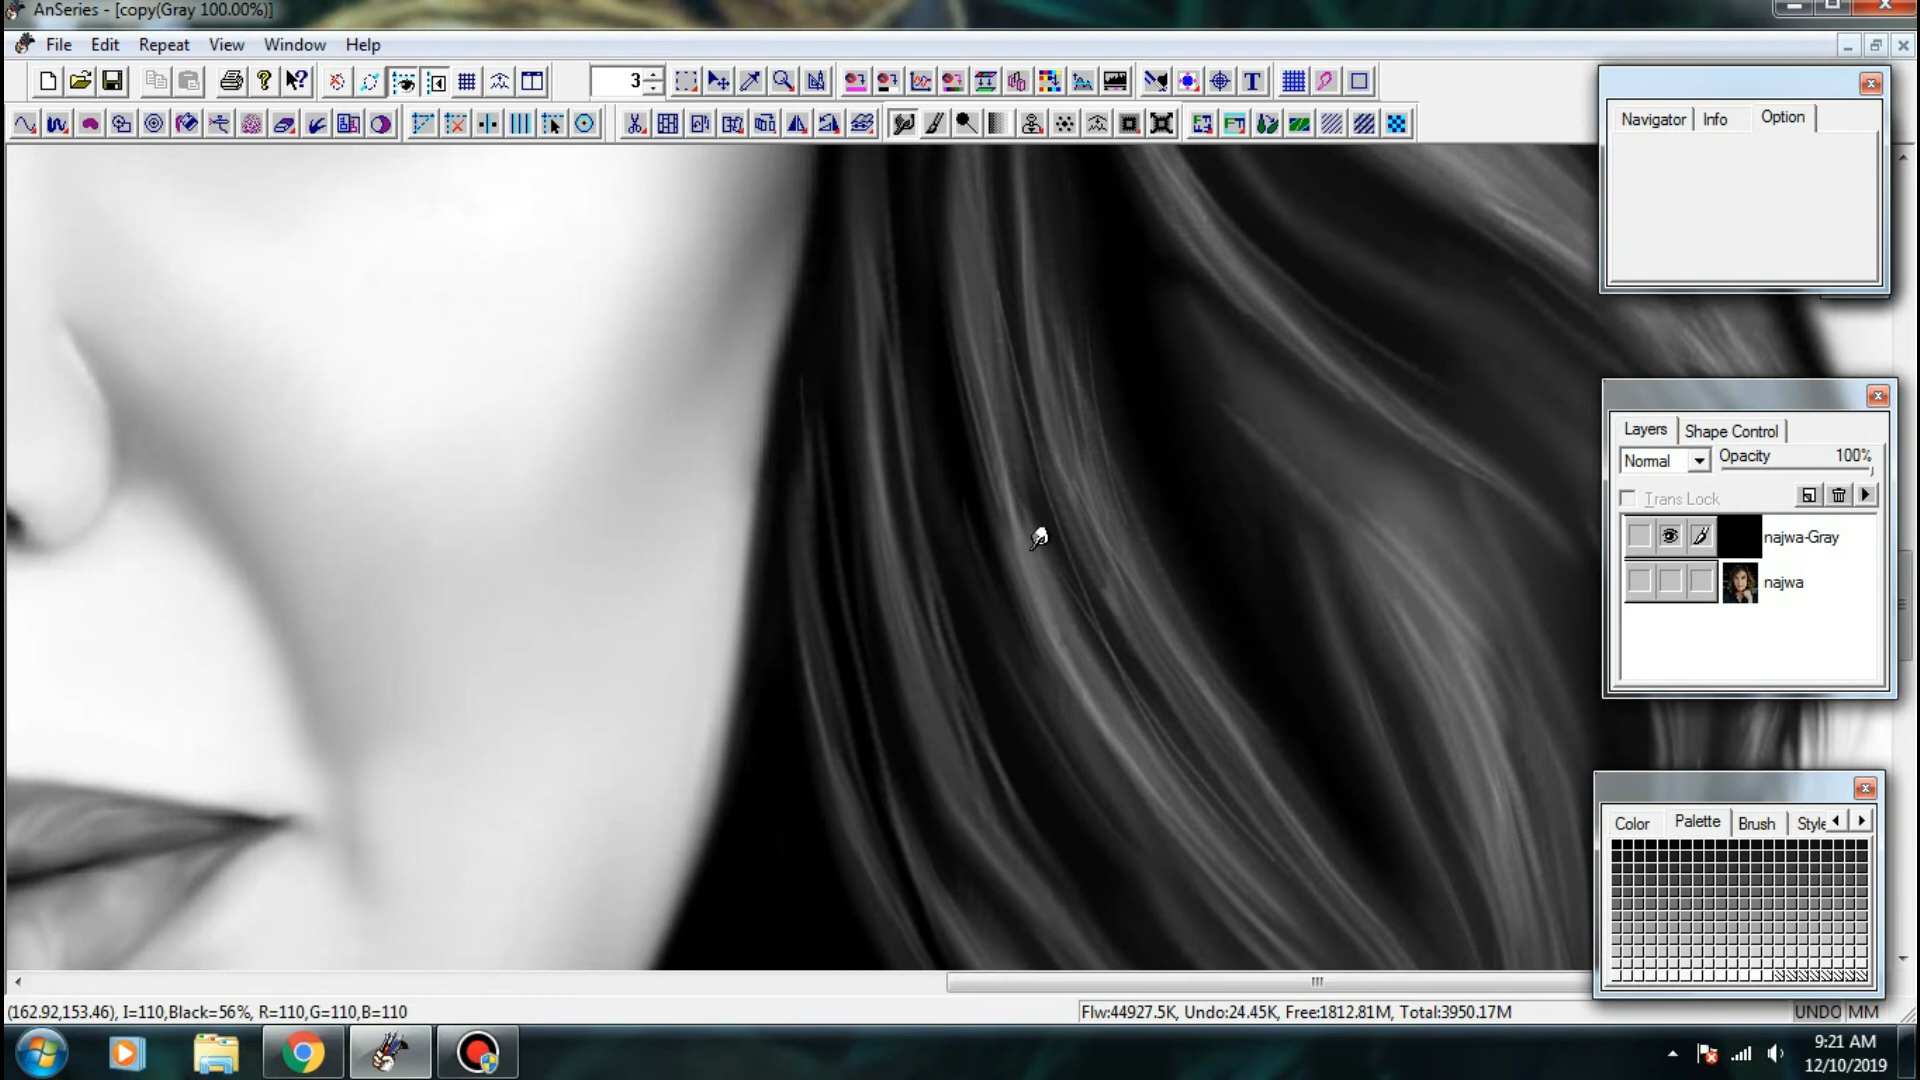 AnSeries - [copy(Gray 100.00%)]
File Edit Repeat View Window Help
3
Navigator Info Option
Layers Shape Control
Normal Opacity 100%
Trans Lock
najwa-Gray
najwa
Color Palette Brush Style
(162.92,153.46), I=110,Black=56%, R=110,G=110,B=110
Flw:44927.5K, Undo:24.45K, Free:1812.81M, Total:3950.17M
UNDO MM
9:21 AM
12/10/2019